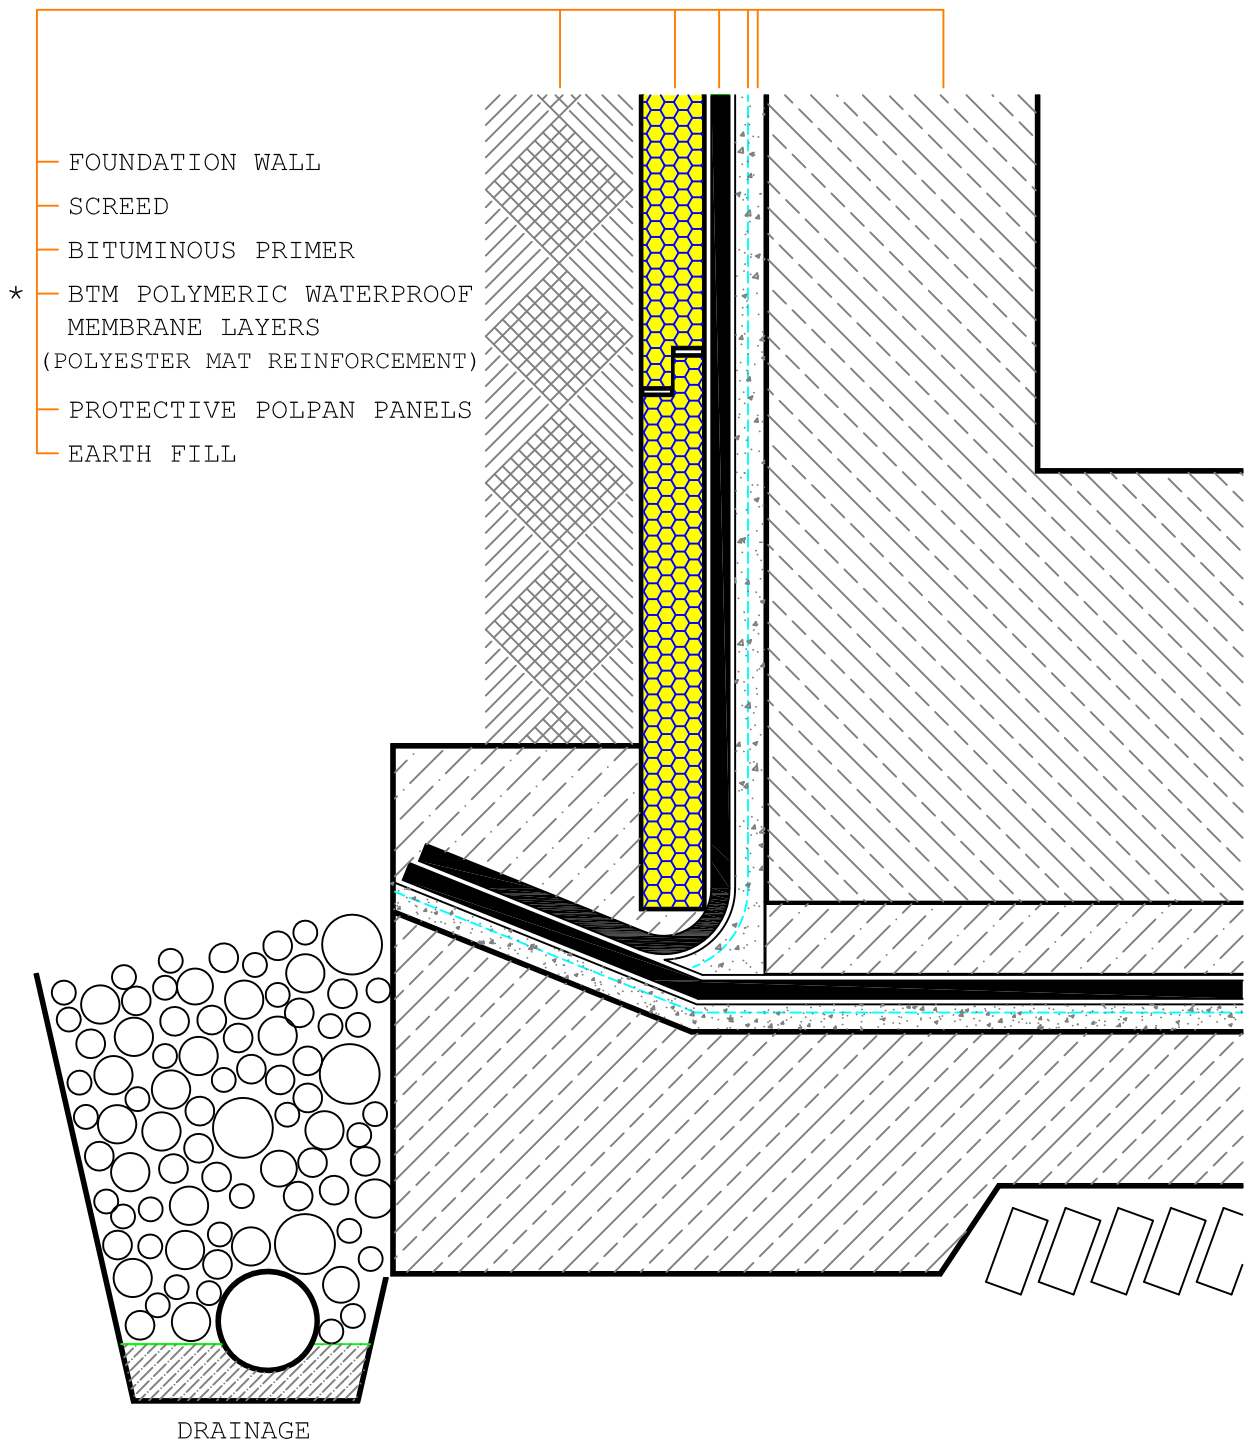 FOUNDATION WALL
SCREED
BITUMINOUS PRIMER
* BTM POLYMERIC WATERPROOF
MEMBRANE LAYERS
(POLYESTER MAT REINFORCEMENT)
PROTECTIVE POLPAN PANELS
EARTH FILL
DRAINAGE